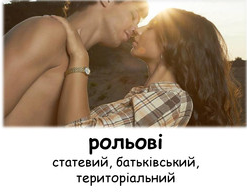 рольові
статевий, батьківський,
територіальний